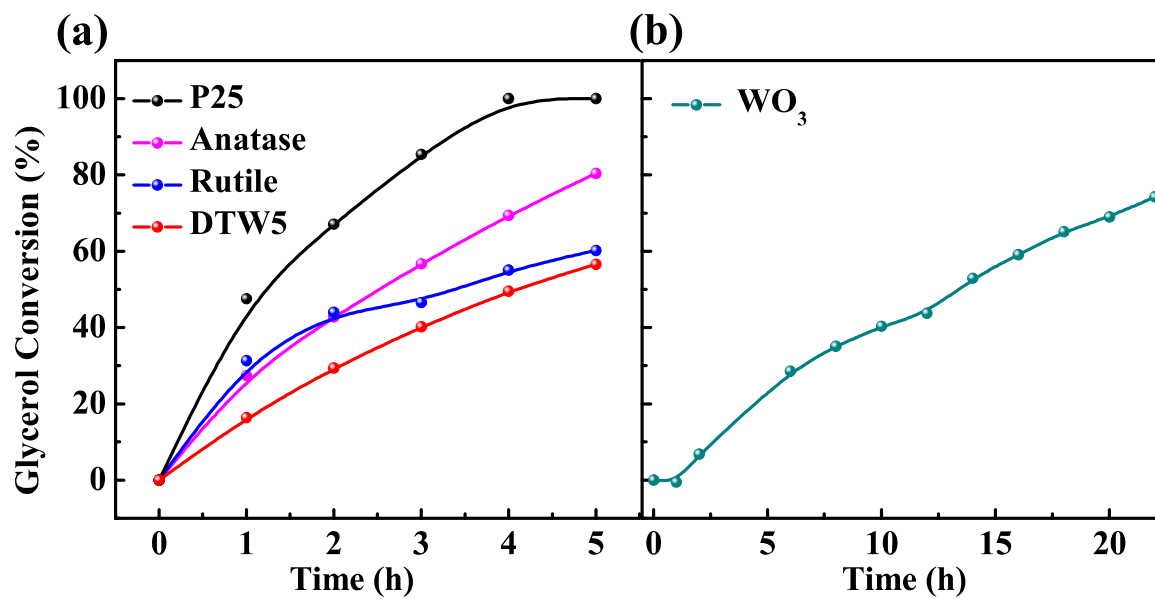 (a)
P25
Anatase
Rutile
DTW5
Glycerol Conversion (%)
100
80
60
40
20
0
0 1 2 3 4 5
Time (h)
(b)
WO₃
0 5 10 15 20
Time (h)